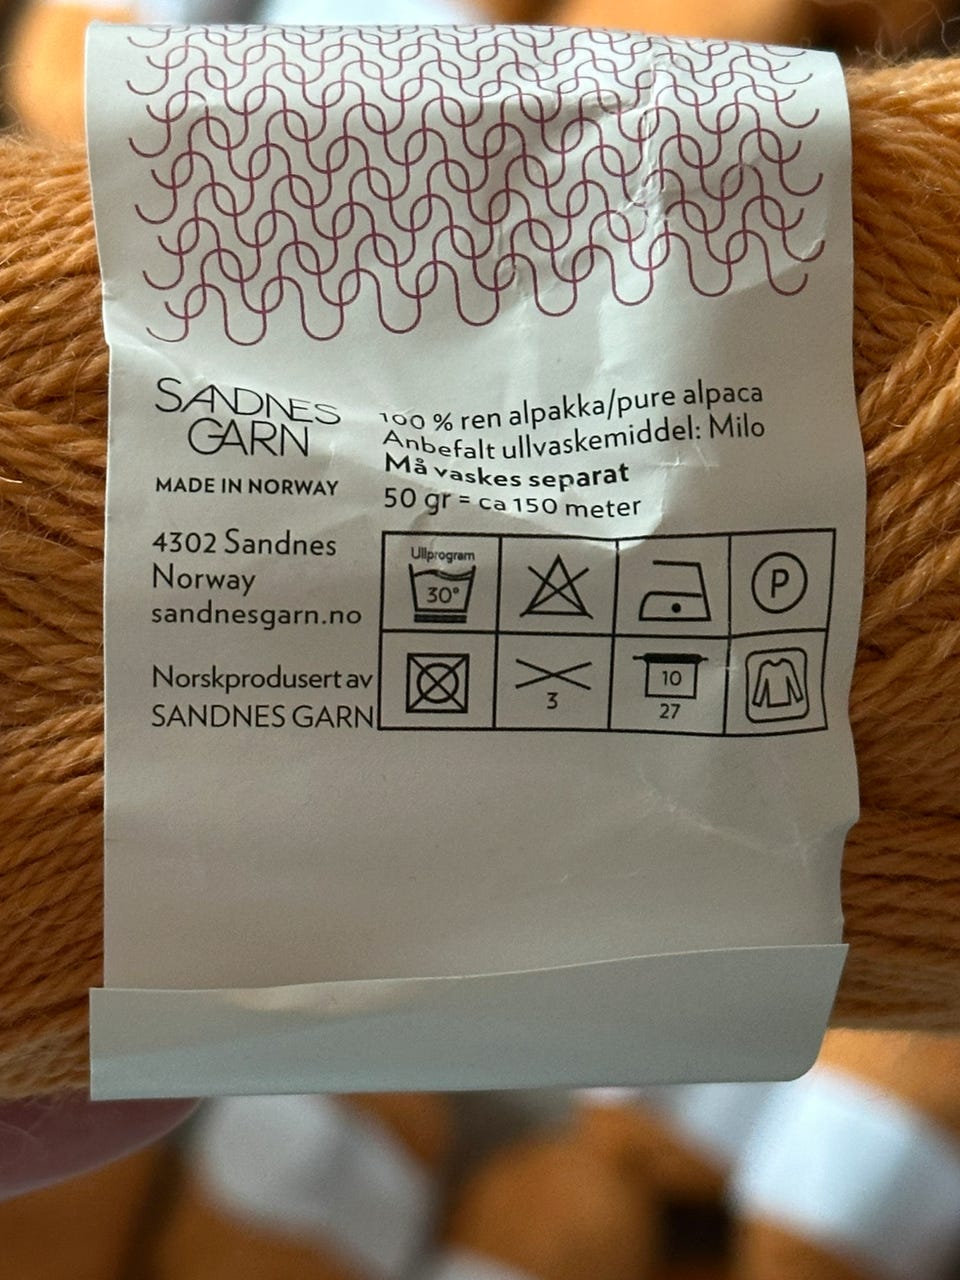 SANDNES
GARN
MADE IN NORWAY
4302 Sandnes
Norway
sandnesgarn.no
Norskprodusert av
SANDNES GARN
100 % ren alpakka/pure alpaca
Anbefalt ullvaskemiddel: Milo
Må vaskes separat
50 gr = ca 150 meter
Ullprogram
30°
P
3
10
27